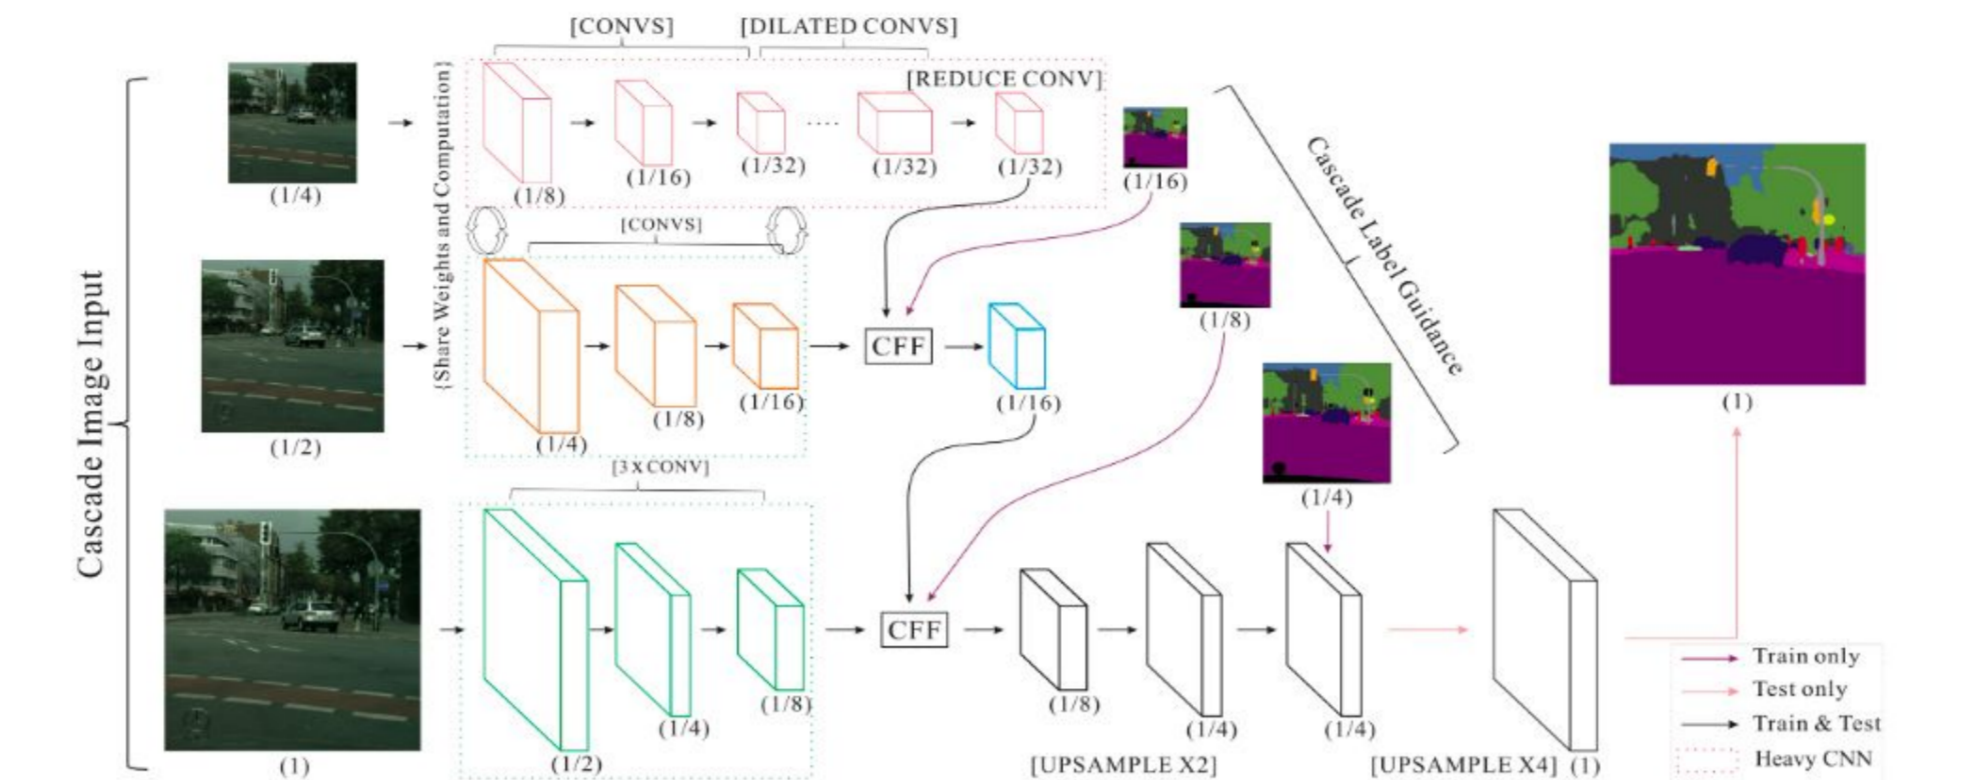 [CONVS]
[DILATED CONVS]
[REDUCE CONV]
(1/4)
{Share Weights and Computation}
(1/8)
(1/16)
(1/32)
....
(1/32)
(1/32)
(1/16)
Cascade Label Guidance
Cascade Image Input
[CONVS]
(1/2)
(1/4)
(1/8)
(1/16)
CFF
(1/16)
(1/8)
(1/4)
(1)
[3 X CONV]
(1)
(1/2)
(1/4)
(1/8)
CFF
(1/8)
(1/4)
(1/4)
[UPSAMPLE X2]
[UPSAMPLE X4] (1)
Train only
Test only
Train & Test
Heavy CNN